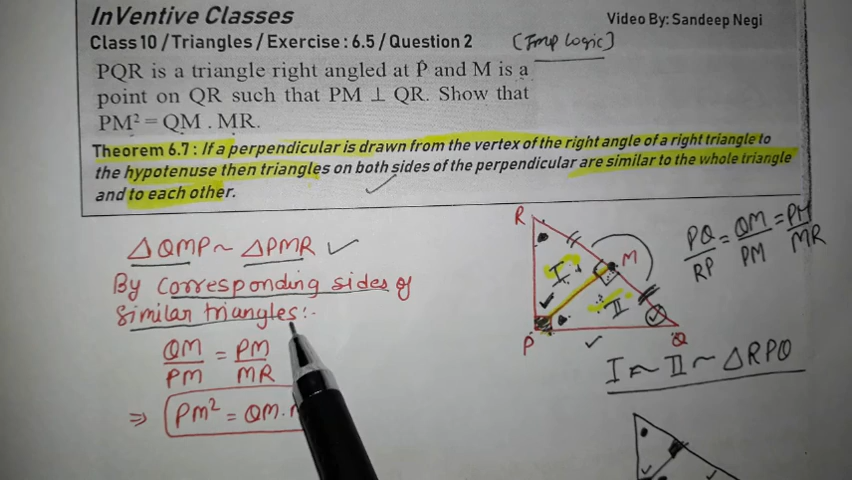 InVentive Classes
Video By: Sandeep Negi
Class 10 / Triangles / Exercise : 6.5 / Question 2
[Imp Logic]
PQR is a triangle right angled at P and M is a
point on QR such that PM ⊥ QR. Show that
PM² = QM . MR.
Theorem 6.7 : If a perpendicular is drawn from the vertex of the right angle of a right triangle to
the hypotenuse then triangles on both sides of the perpendicular are similar to the whole triangle
and to each other.
△QMP ~ △PMR ✓
By Corresponding sides of
Similar triangles:-
QM/PM = PM/MR
⇒ PM² = QM.
R
M
I
II
P
Q
PQ/RP = QM/PM = PM/MR
I ~ II ~ △RPQ